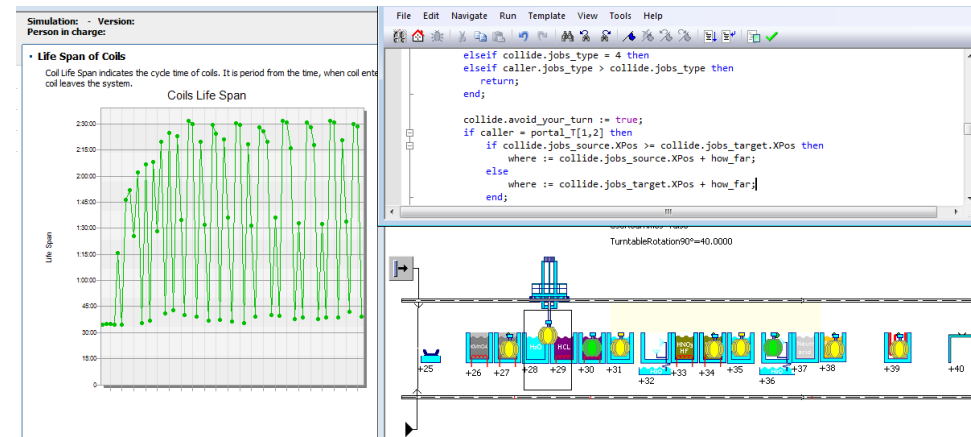 Simulation: - Version:
Person in charge:
Life Span of Coils
Coil Life Span indicates the cycle time of coils. It is period from the time, when coil ente
coil leaves the system.
Coils Life Span
2:30:00
2:15:00
2:00:00
1:45:00
1:30:00
1:15:00
1:00:00
45:00
30:00
15:00
0
Life Span
File Edit Navigate Run Template View Tools Help
elseif collide.jobs_type = 4 then
elseif caller.jobs_type > collide.jobs_type then
return;
end;
collide.avoid_your_turn := true;
if caller = portal_T[1,2] then
if collide.jobs_source.XPos >= collide.jobs_target.XPos then
where := collide.jobs_source.XPos + how_far;
else
where := collide.jobs_target.XPos + how_far;
end;
TurntableRotation90°=40.0000
H₂O HCL HNO₃ HF Neutr acid
+25 +26 +27 +28 +29 +30 +31 +32 +33 +34 +35 +36 +37 +38 +39 +40